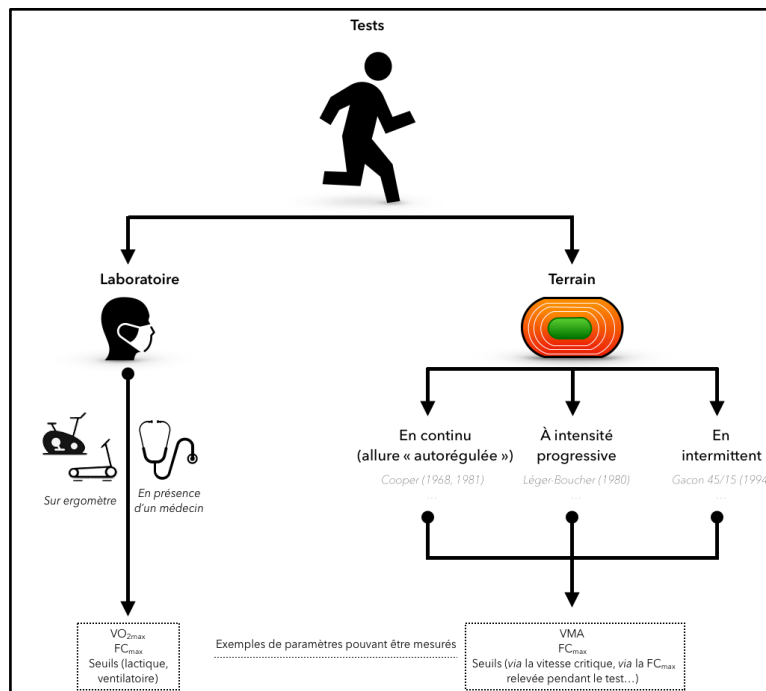 Tests
Laboratoire
Terrain
Sur ergomètre
En présence
d'un médecin
En continu
(allure « autorégulée »)
Cooper (1968, 1981)
...
À intensité
progressive
Léger-Boucher (1980)
...
En
intermittent
Gacon 45/15 (1994
...
VO2max
FCmax
Seuils (lactique,
ventilatoire)
Exemples de paramètres pouvant être mesurés
VMA
FCmax
Seuils (via la vitesse critique, via la FCmax
relevée pendant le test…)